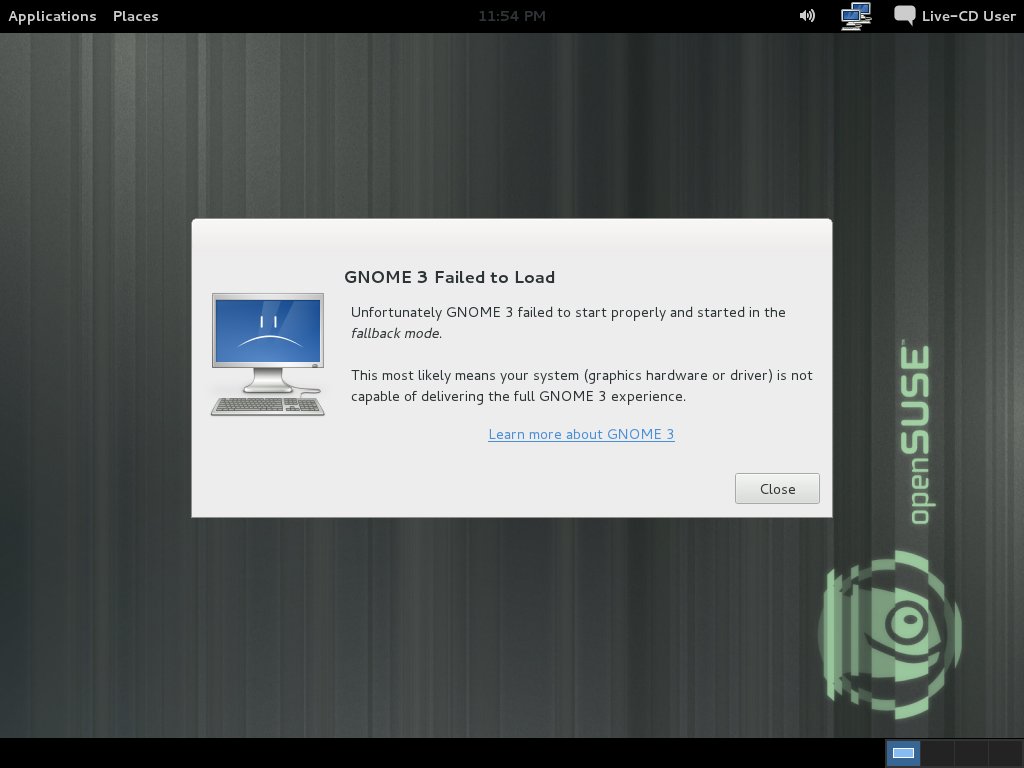 Applications Places 11:54 PM Live-CD User
GNOME 3 Failed to Load
Unfortunately GNOME 3 failed to start properly and started in the
fallback mode.
This most likely means your system (graphics hardware or driver) is not
capable of delivering the full GNOME 3 experience.
Learn more about GNOME 3
Close
openSUSE™